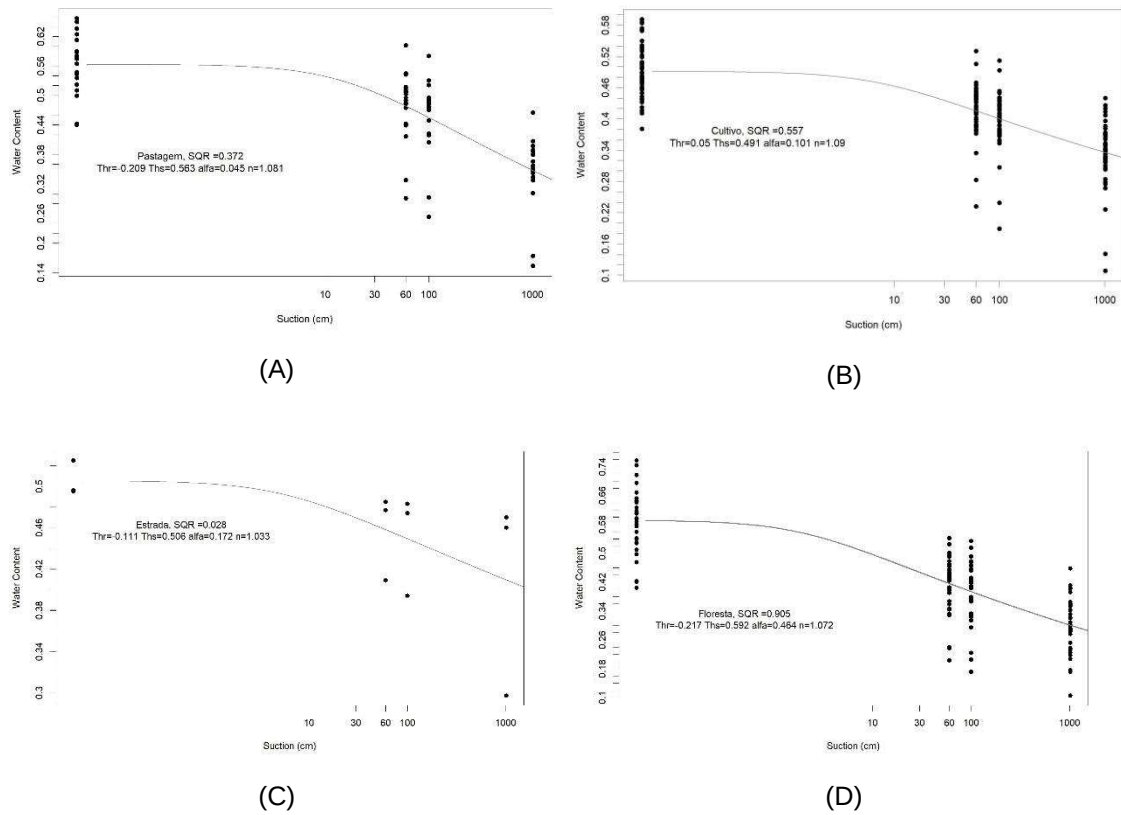 0.62
0.56
0.5
0.44
0.38
0.32
0.26
0.2
0.14
Water Content
Pastagem, SQR =0.372
Thr=-0.209 Ths=0.563 alfa=0.045 n=1.081
10 30 60 100 1000
Suction (cm)
(A)
0.58
0.52
0.46
0.4
0.34
0.28
0.22
0.16
0.1
Water Content
Cultivo, SQR =0.557
Thr=0.05 Ths=0.491 alfa=0.101 n=1.09
10 30 60 100 1000
Suction (cm)
(B)
0.5
0.46
0.42
0.38
0.34
0.3
Water Content
Estrada, SQR =0.028
Thr=-0.111 Ths=0.506 alfa=0.172 n=1.033
10 30 60 100 1000
Suction (cm)
(C)
0.74
0.66
0.58
0.5
0.42
0.34
0.26
0.18
0.1
Water Content
Floresta, SQR =0.905
Thr=-0.217 Ths=0.592 alfa=0.464 n=1.072
10 30 60 100 1000
Suction (cm)
(D)